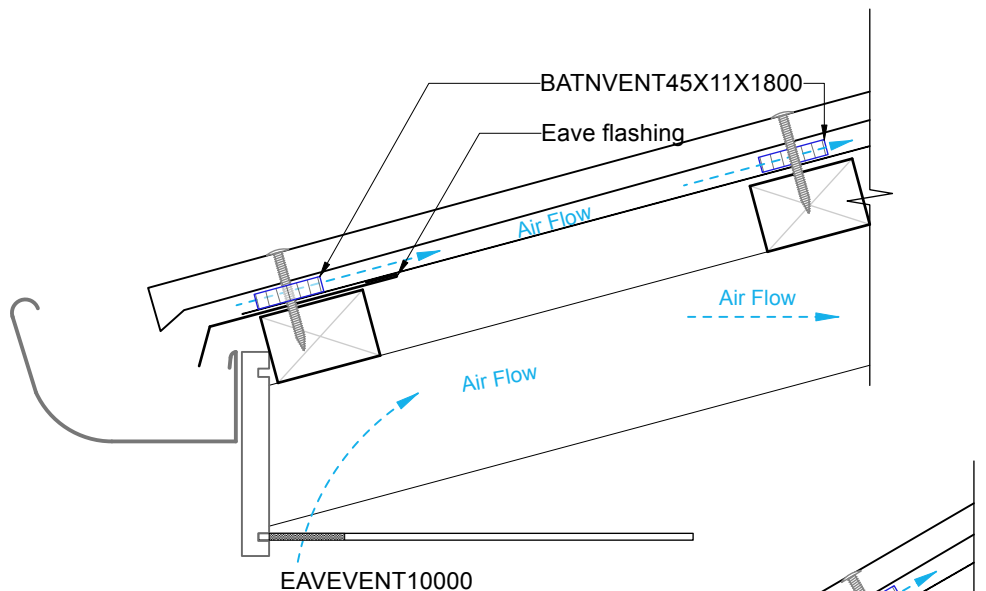 BATNVENT45X11X1800
Eave flashing
Air Flow
Air Flow
Air Flow
EAVEVENT10000